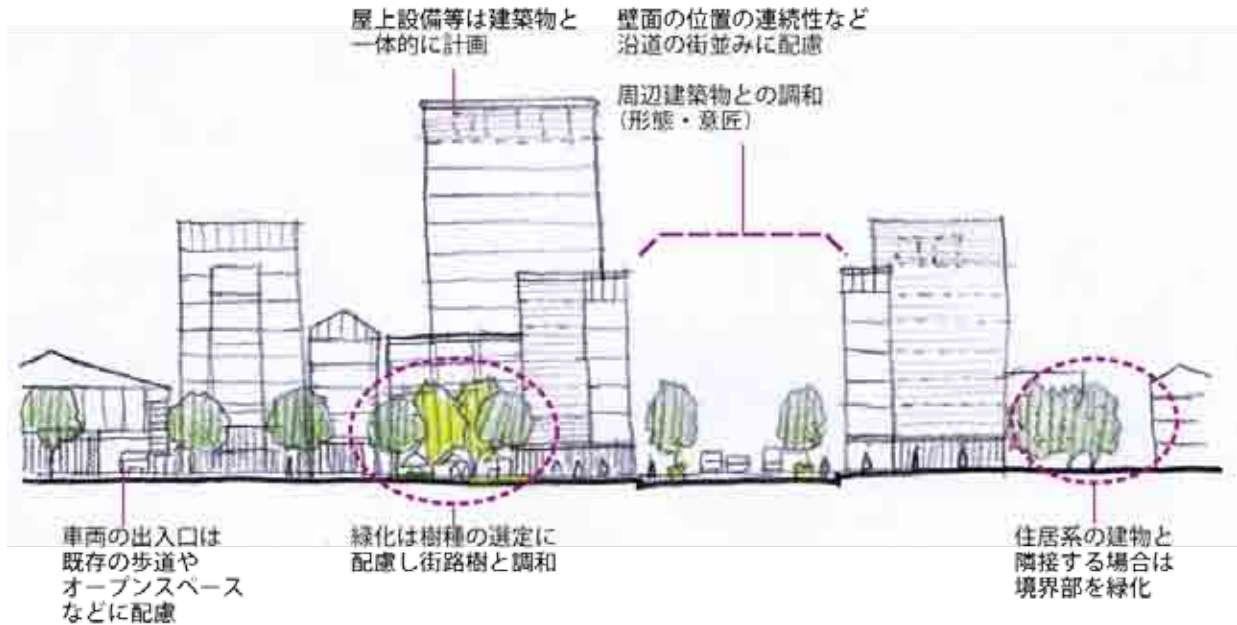 屋上設備等は建築物と
一体的に計画
壁面の位置の連続性など
沿道の街並みに配慮
周辺建築物との調和
(形態・意匠)
車両の出入口は
既存の歩道や
オープンスペース
などに配慮
緑化は樹種の選定に
配慮し街路樹と調和
住居系の建物と
隣接する場合は
境界部を緑化